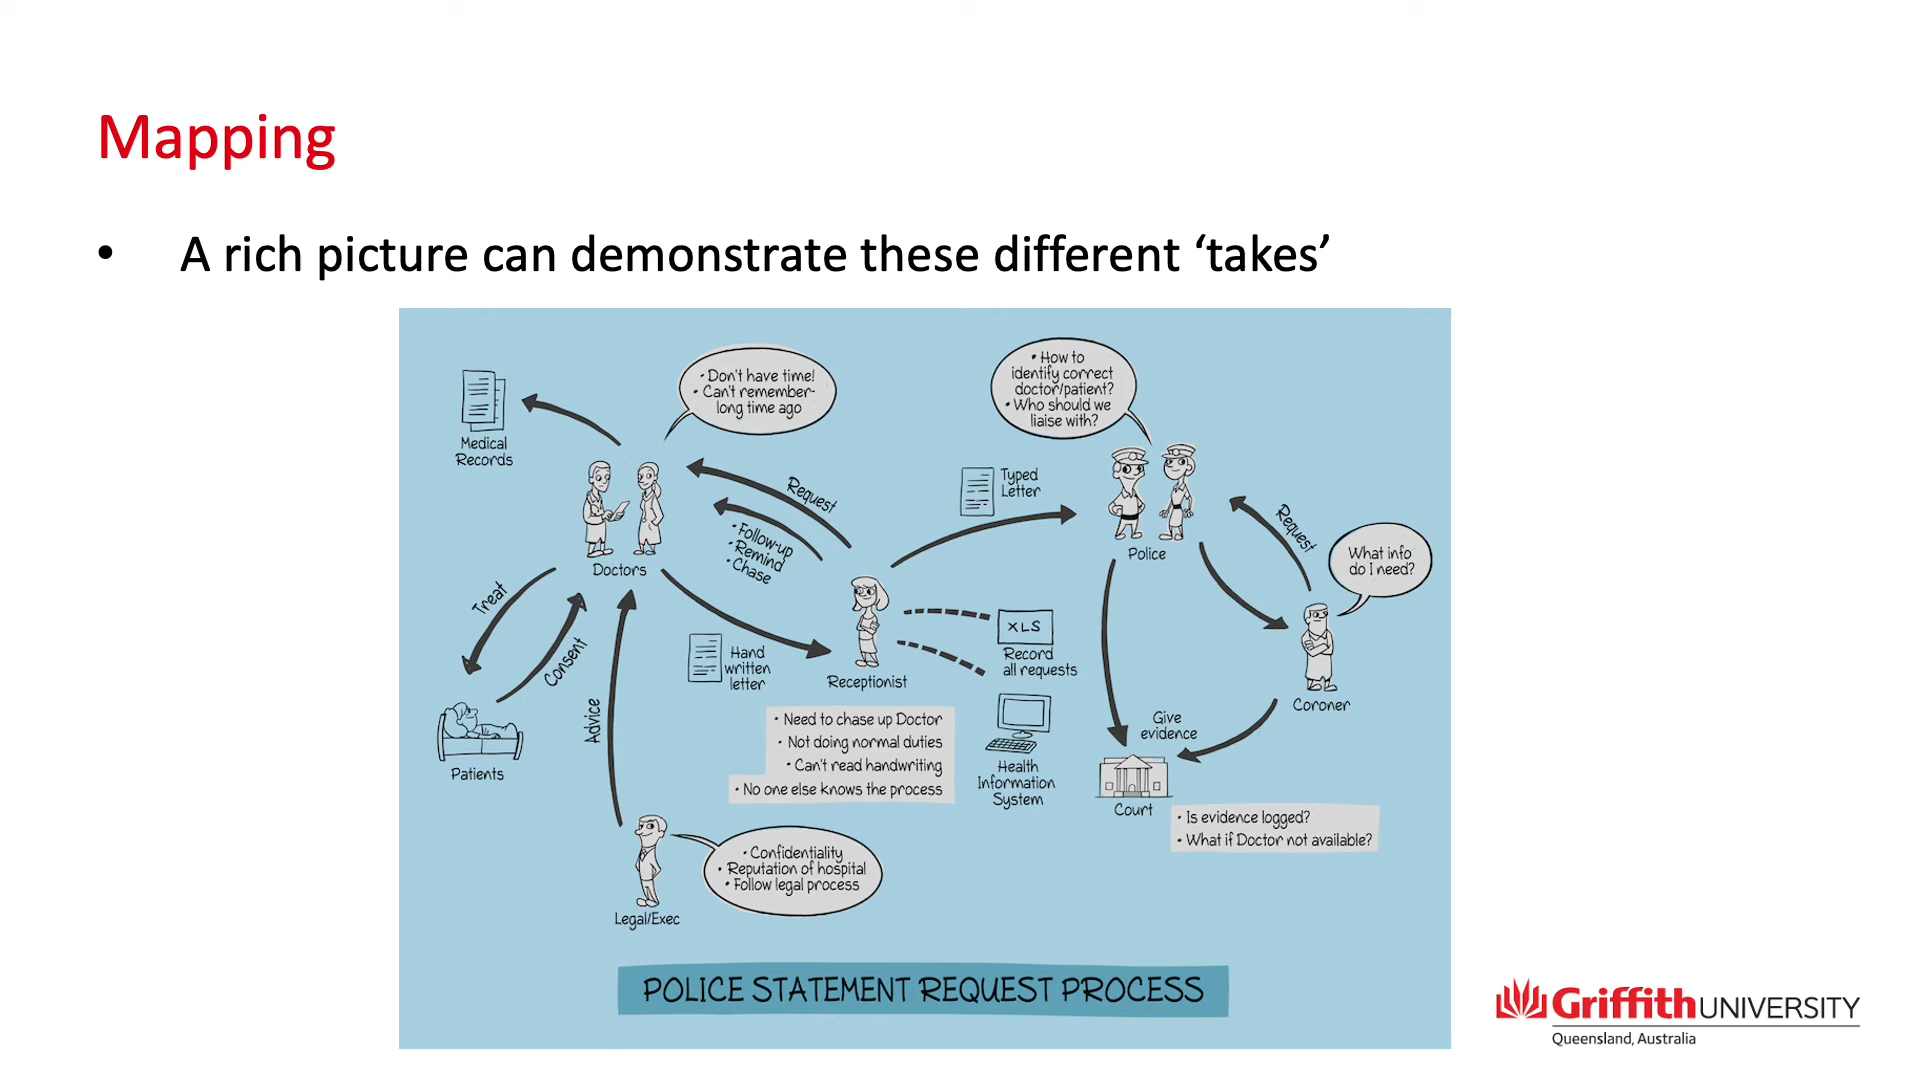 Mapping
• A rich picture can demonstrate these different ‘takes’
• Don't have time!
• Can't remember-
long time ago
• How to
identify correct
doctor/patient?
• Who should we
liaise with?
Medical
Records
Request
• Follow-up
• Remind
• Chase
Typed
Letter
Police
Request
What info
do I need?
Doctors
Treat
Consent
Advice
Hand
written
letter
Receptionist
XLS
Record
all requests
Coroner
Patients
• Need to chase up Doctor
• Not doing normal duties
• Can't read handwriting
• No one else knows the process
Health
Information
System
Give
evidence
Court
• Is evidence logged?
• What if Doctor not available?
• Confidentiality
• Reputation of hospital
• Follow legal process
Legal/Exec
POLICE STATEMENT REQUEST PROCESS
Griffith UNIVERSITY
Queensland, Australia